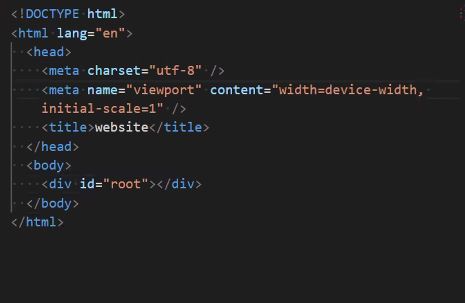 <!DOCTYPE html>
<html lang="en">
  <head>
    <meta charset="utf-8" />
    <meta name="viewport" content="width=device-width,
    initial-scale=1" />
    <title>website</title>
  </head>
  <body>
    <div id="root"></div>
  </body>
</html>